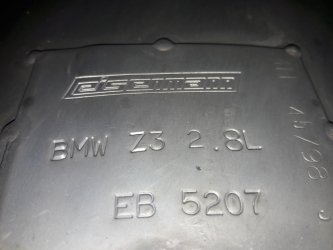 eisenmann
BMW Z3 2.8L
EB 5207
45/98